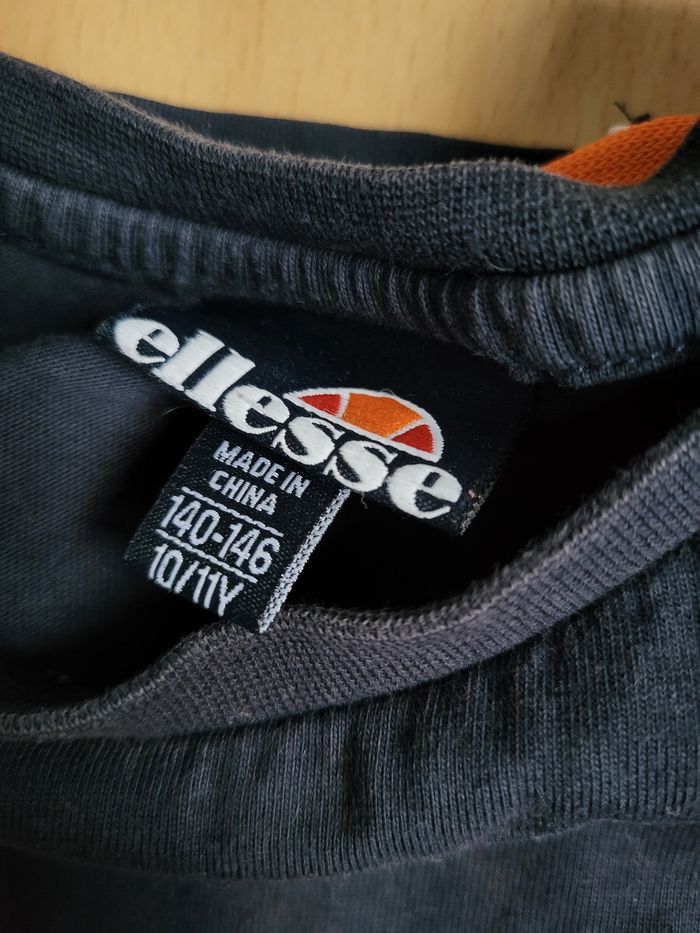 ellesse
MADE IN
CHINA
140-146
10/11Y